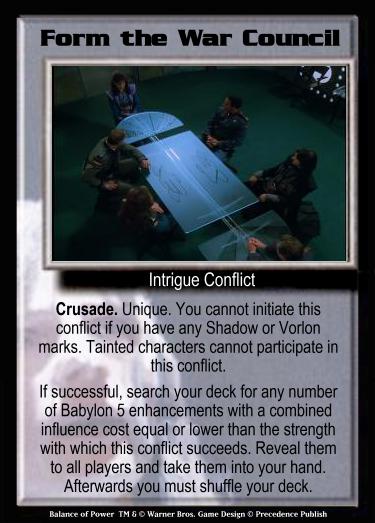 Form the War Council
Intrigue Conflict
Crusade. Unique. You cannot initiate this
conflict if you have any Shadow or Vorlon
marks. Tainted characters cannot participate in
this conflict.
If successful, search your deck for any number
of Babylon 5 enhancements with a combined
influence cost equal or lower than the strength
with which this conflict succeeds. Reveal them
to all players and take them into your hand.
Afterwards you must shuffle your deck.
Balance of Power TM & © Warner Bros. Game Design © Precedence Publish